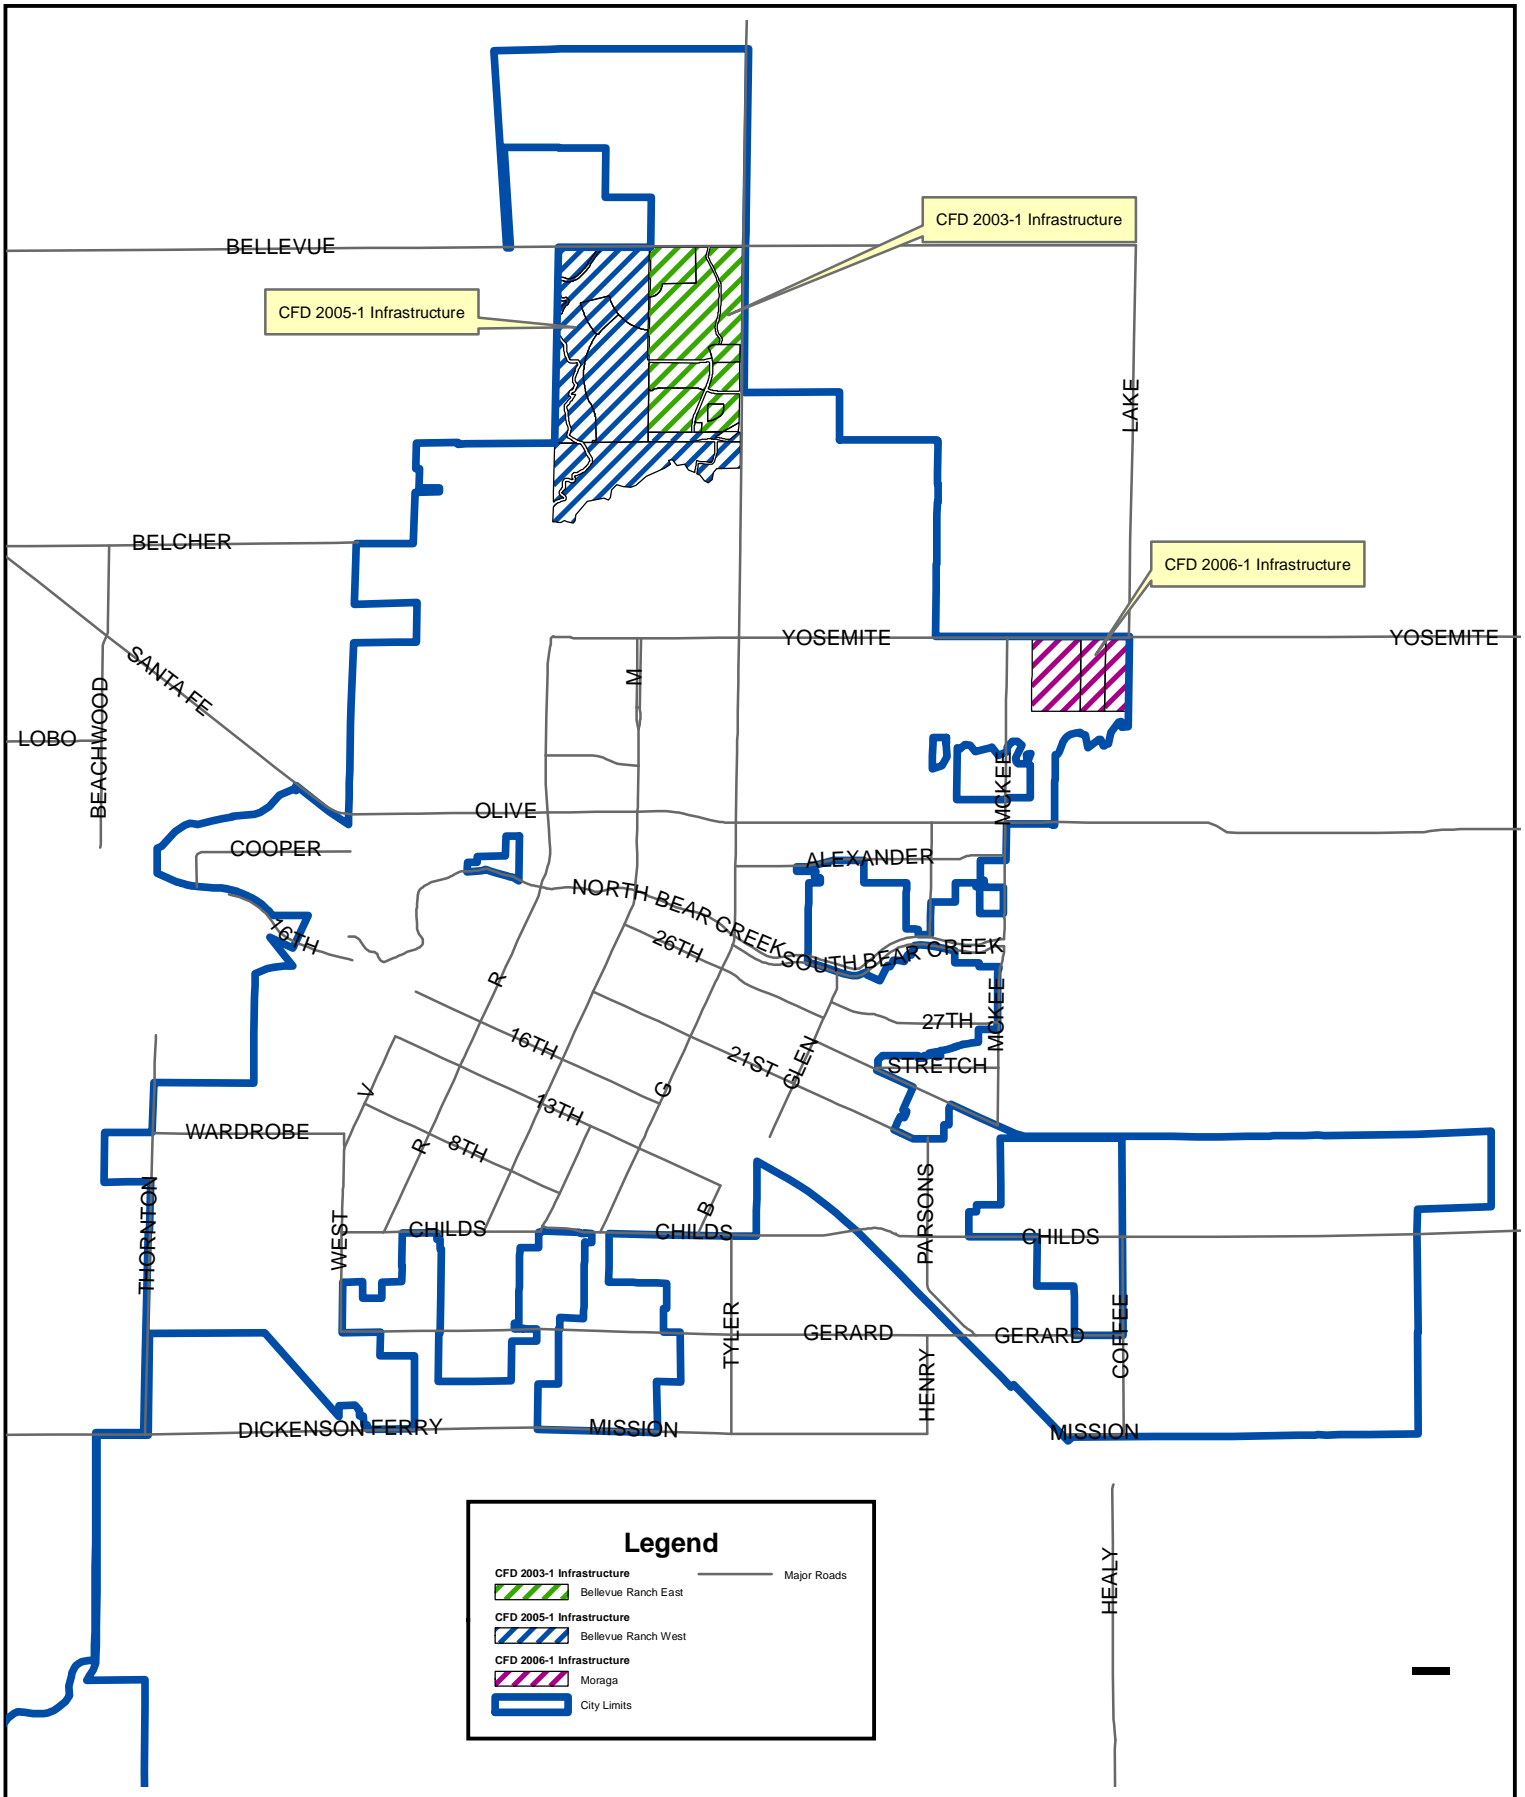 CFD 2003-1 Infrastructure
BELLEVUE
CFD 2005-1 Infrastructure
LAKE
BELCHER
CFD 2006-1 Infrastructure
YOSEMITE
YOSEMITE
SANTA FE
M
BEACHWOOD
LOBO
MCKEE
OLIVE
COOPER
ALEXANDER
NORTH BEAR CREEK
16TH
26TH
SOUTH BEAR CREEK
R
MCKEE
27TH
16TH
21ST
GLEN
STRETCH
V
G
13TH
WARDROBE
R
8TH
THORNTON
WEST
CHILDS
B
CHILDS
PARSONS
CHILDS
TYLER
GERARD
GERARD
COFFEE
HENRY
DICKENSON FERRY
MISSION
MISSION
HEALY
Legend
CFD 2003-1 Infrastructure
Major Roads
Bellevue Ranch East
CFD 2005-1 Infrastructure
Bellevue Ranch West
CFD 2006-1 Infrastructure
Moraga
City Limits